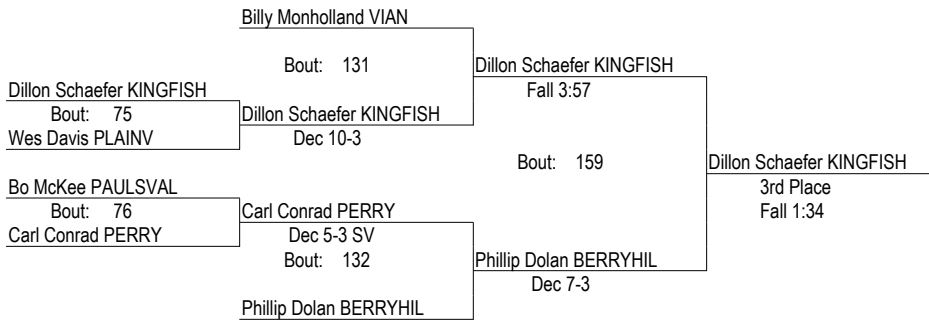 Billy Monholland VIAN
Bout: 131
Dillon Schaefer KINGFISH
Dillon Schaefer KINGFISH
Fall 3:57
Bout: 75
Dillon Schaefer KINGFISH
Wes Davis PLAINV
Dec 10-3
Bout: 159
Dillon Schaefer KINGFISH
Bo McKee PAULSVAL
3rd Place
Bout: 76
Carl Conrad PERRY
Fall 1:34
Carl Conrad PERRY
Dec 5-3 SV
Bout: 132
Phillip Dolan BERRYHIL
Dec 7-3
Phillip Dolan BERRYHIL